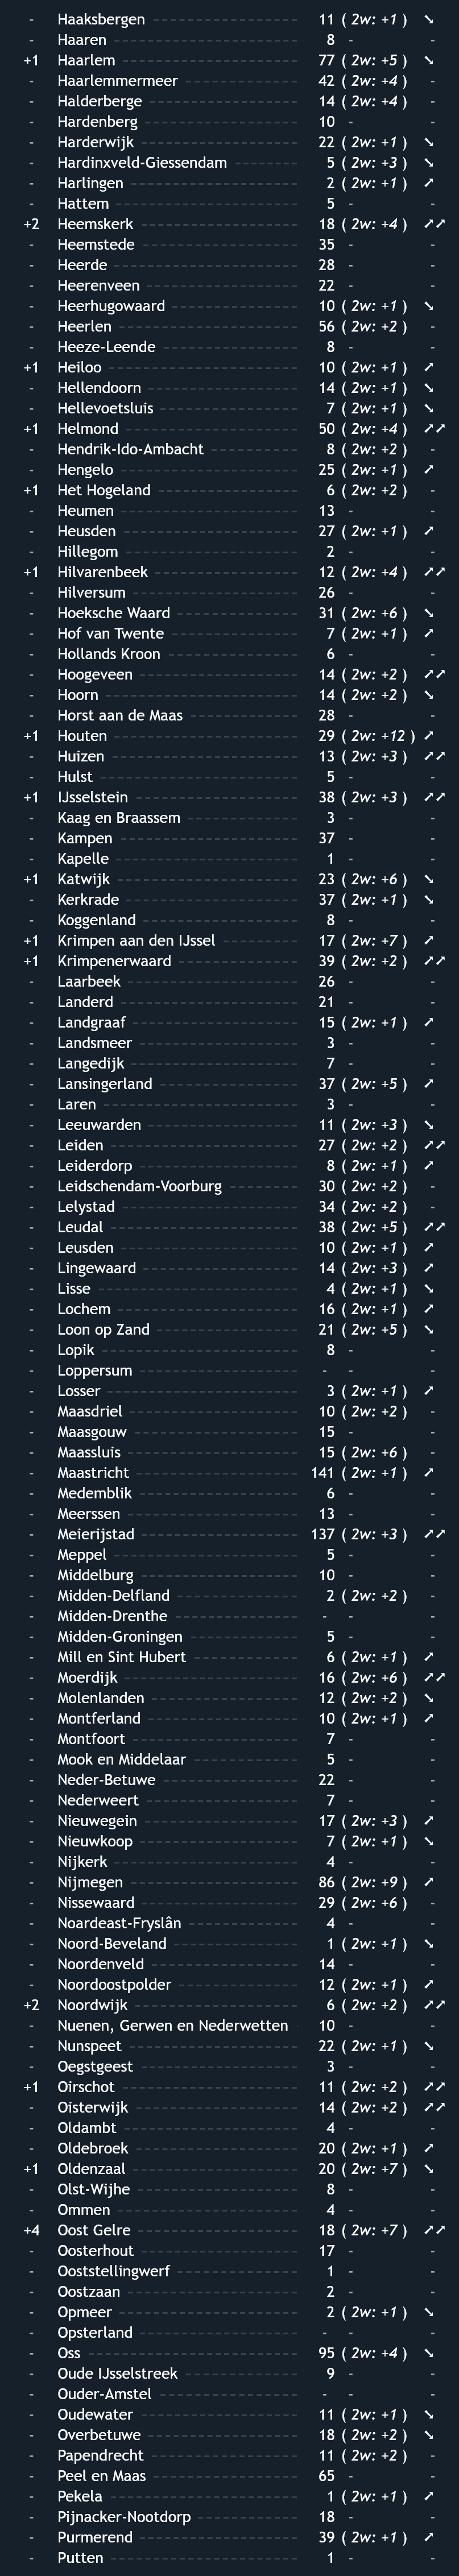 - Haaksbergen 11 ( 2w: +1 ) ➘
- Haaren 8 - -
+1 Haarlem 77 ( 2w: +5 ) ➘
- Haarlemmermeer 42 ( 2w: +4 ) -
- Halderberge 14 ( 2w: +4 ) -
- Hardenberg 10 - -
- Harderwijk 22 ( 2w: +1 ) ➘
- Hardinxveld-Giessendam 5 ( 2w: +3 ) ➘
- Harlingen 2 ( 2w: +1 ) ➚
- Hattem 5 - -
+2 Heemskerk 18 ( 2w: +4 ) ➚➚
- Heemstede 35 - -
- Heerde 28 - -
- Heerenveen 22 - -
- Heerhugowaard 10 ( 2w: +1 ) ➘
- Heerlen 56 ( 2w: +2 ) -
- Heeze-Leende 8 - -
+1 Heiloo 10 ( 2w: +1 ) ➚
- Hellendoorn 14 ( 2w: +1 ) ➘
- Hellevoetsluis 7 ( 2w: +1 ) ➘
+1 Helmond 50 ( 2w: +4 ) ➚➚
- Hendrik-Ido-Ambacht 8 ( 2w: +2 ) -
- Hengelo 25 ( 2w: +1 ) ➚
+1 Het Hogeland 6 ( 2w: +2 ) -
- Heumen 13 - -
- Heusden 27 ( 2w: +1 ) ➚
- Hillegom 2 - -
+1 Hilvarenbeek 12 ( 2w: +4 ) ➚➚
- Hilversum 26 - -
- Hoeksche Waard 31 ( 2w: +6 ) ➘
- Hof van Twente 7 ( 2w: +1 ) ➚
- Hollands Kroon 6 - -
- Hoogeveen 14 ( 2w: +2 ) ➚➚
- Hoorn 14 ( 2w: +2 ) ➘
- Horst aan de Maas 28 - -
+1 Houten 29 ( 2w: +12 ) ➚
- Huizen 13 ( 2w: +3 ) ➚➚
- Hulst 5 - -
+1 IJsselstein 38 ( 2w: +3 ) ➚➚
- Kaag en Braassem 3 - -
- Kampen 37 - -
- Kapelle 1 - -
+1 Katwijk 23 ( 2w: +6 ) ➘
- Kerkrade 37 ( 2w: +1 ) ➘
- Koggenland 8 - -
+1 Krimpen aan den IJssel 17 ( 2w: +7 ) ➚
+1 Krimpenerwaard 39 ( 2w: +2 ) ➚➚
- Laarbeek 26 - -
- Landerd 21 - -
- Landgraaf 15 ( 2w: +1 ) ➚
- Landsmeer 3 - -
- Langedijk 7 - -
- Lansingerland 37 ( 2w: +5 ) ➚
- Laren 3 - -
- Leeuwarden 11 ( 2w: +3 ) ➘
- Leiden 27 ( 2w: +2 ) ➚➚
- Leiderdorp 8 ( 2w: +1 ) ➚
- Leidschendam-Voorburg 30 ( 2w: +2 ) -
- Lelystad 34 ( 2w: +2 ) -
- Leudal 38 ( 2w: +5 ) ➚➚
- Leusden 10 ( 2w: +1 ) ➚
- Lingewaard 14 ( 2w: +3 ) ➚
- Lisse 4 ( 2w: +1 ) ➘
- Lochem 16 ( 2w: +1 ) ➚
- Loon op Zand 21 ( 2w: +5 ) ➘
- Lopik 8 - -
- Loppersum - - -
- Losser 3 ( 2w: +1 ) ➚
- Maasdriel 10 ( 2w: +2 ) -
- Maasgouw 15 - -
- Maassluis 15 ( 2w: +6 ) -
- Maastricht 141 ( 2w: +1 ) ➚
- Medemblik 6 - -
- Meerssen 13 - -
- Meierijstad 137 ( 2w: +3 ) ➚➚
- Meppel 5 - -
- Middelburg 10 - -
- Midden-Delfland 2 ( 2w: +2 ) -
- Midden-Drenthe - - -
- Midden-Groningen 5 - -
- Mill en Sint Hubert 6 ( 2w: +1 ) ➚
- Moerdijk 16 ( 2w: +6 ) ➚➚
- Molenlanden 12 ( 2w: +2 ) ➘
- Montferland 10 ( 2w: +1 ) ➚
- Montfoort 7 - -
- Mook en Middelaar 5 - -
- Neder-Betuwe 22 - -
- Nederweert 7 - -
- Nieuwegein 17 ( 2w: +3 ) ➚
- Nieuwkoop 7 ( 2w: +1 ) ➘
- Nijkerk 4 - -
- Nijmegen 86 ( 2w: +9 ) ➚
- Nissewaard 29 ( 2w: +6 ) -
- Noardeast-Fryslân 4 - -
- Noord-Beveland 1 ( 2w: +1 ) ➘
- Noordenveld 14 - -
- Noordoostpolder 12 ( 2w: +1 ) ➚
+2 Noordwijk 6 ( 2w: +2 ) ➚➚
- Nuenen, Gerwen en Nederwetten 10 - -
- Nunspeet 22 ( 2w: +1 ) ➘
- Oegstgeest 3 - -
+1 Oirschot 11 ( 2w: +2 ) ➚➚
- Oisterwijk 14 ( 2w: +2 ) ➚➚
- Oldambt 4 - -
- Oldebroek 20 ( 2w: +1 ) ➚
+1 Oldenzaal 20 ( 2w: +7 ) ➘
- Olst-Wijhe 8 - -
- Ommen 4 - -
+4 Oost Gelre 18 ( 2w: +7 ) ➚➚
- Oosterhout 17 - -
- Ooststellingwerf 1 - -
- Oostzaan 2 - -
- Opmeer 2 ( 2w: +1 ) ➘
- Opsterland - - -
- Oss 95 ( 2w: +4 ) ➘
- Oude IJsselstreek 9 - -
- Ouder-Amstel - - -
- Oudewater 11 ( 2w: +1 ) ➘
- Overbetuwe 18 ( 2w: +2 ) ➘
- Papendrecht 11 ( 2w: +2 ) -
- Peel en Maas 65 - -
- Pekela 1 ( 2w: +1 ) ➚
- Pijnacker-Nootdorp 18 - -
- Purmerend 39 ( 2w: +1 ) ➚
- Putten 1 - -